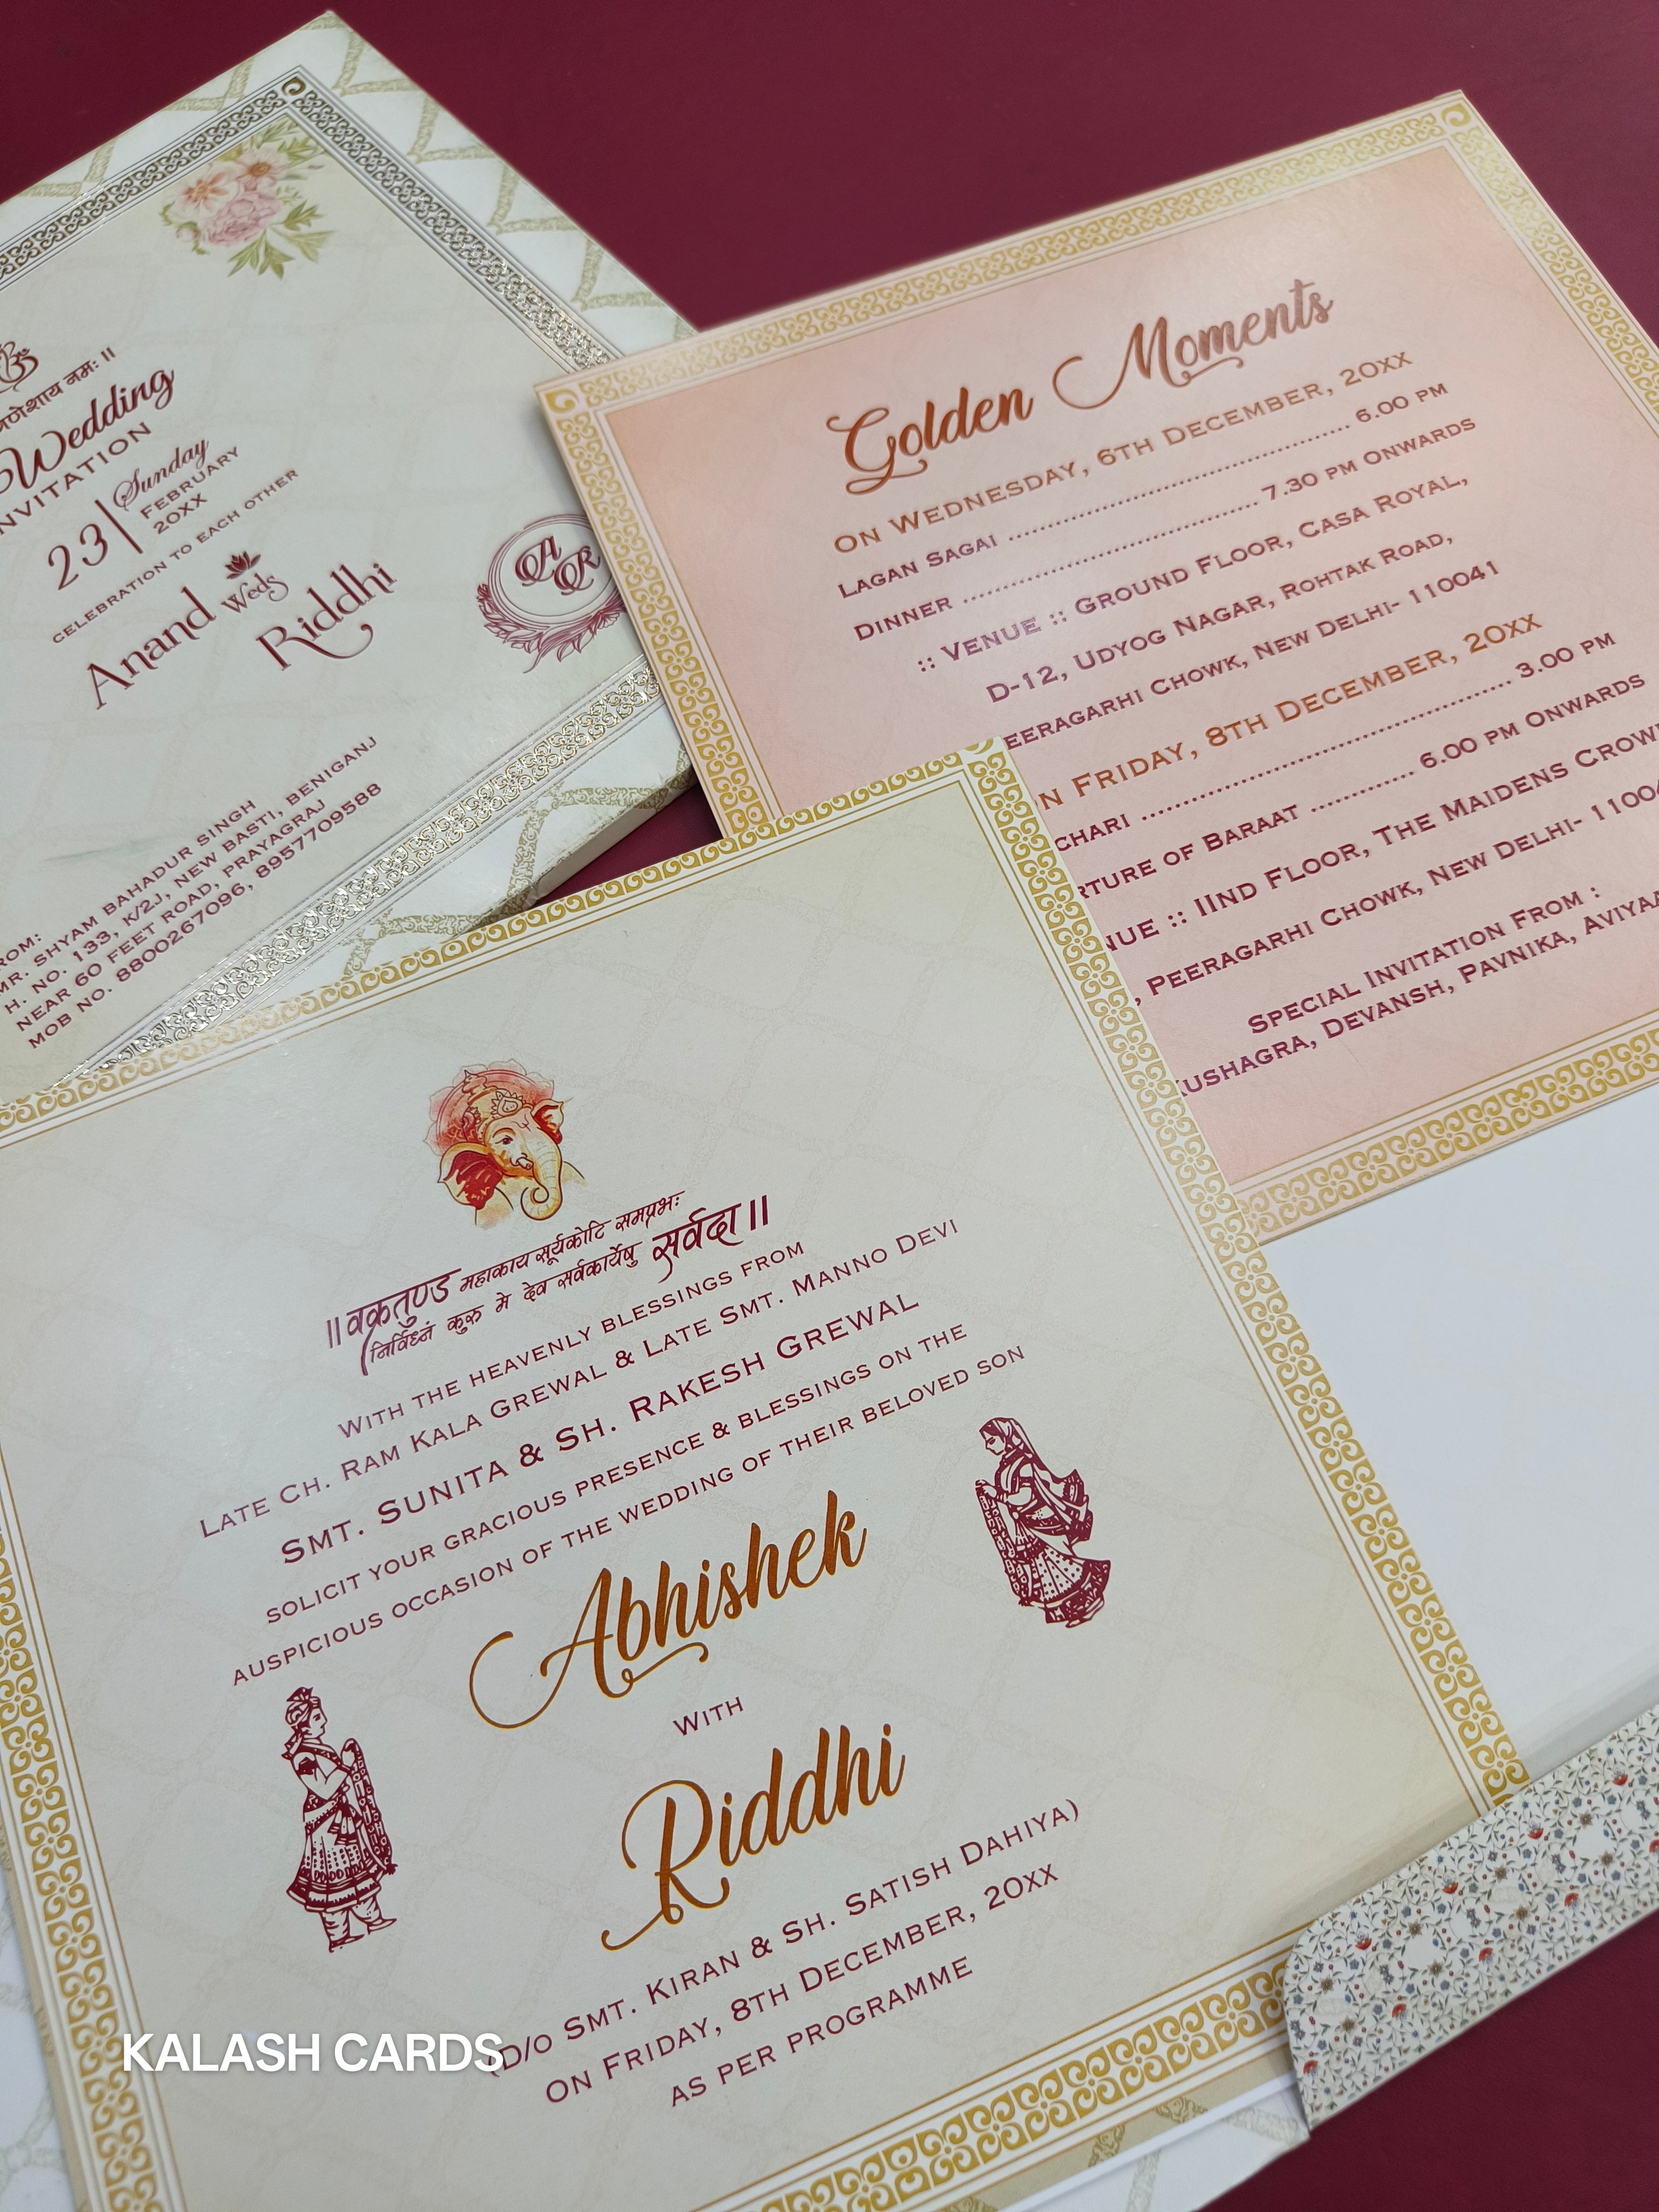 नमः ॥
Wedding
23
Sunday
FEBRUARY
20XX
CELEBRATION TO EACH OTHER
Anand Weds Riddhi
AR
MR. SHYAM BAHADUR SINGH
H. NO. 133, K/2J, NEW BASTI, BENIGANJ
NEAR 60 FEET ROAD, PRAYAGRAJ
MOB NO. 8800267096, 8957709588
Golden Moments
ON WEDNESDAY, 6TH DECEMBER, 20XX
LAGAN SAGAI ........................................ 6.00 PM
DINNER ........................................ 7.30 PM ONWARDS
:: VENUE :: GROUND FLOOR, CASA ROYAL,
D-12, UDYOG NAGAR, ROHTAK ROAD,
EERAGARHI CHOWK, NEW DELHI- 110041
N FRIDAY, 8TH DECEMBER, 20XX
CHARI ........................................ 3.00 PM
RTURE OF BARAAT ............... 6.00 PM ONWARDS
NUE :: IIND FLOOR, THE MAIDENS CROW
, PEERAGARHI CHOWK, NEW DELHI- 1100
SPECIAL INVITATION FROM :
KUSHAGRA, DEVANSH, PAVNIKA, AVIYAA
॥ वक्रतुण्ड महाकाय सूर्यकोटि समप्रभः
निर्विघ्नं कुरु मे देव सर्वकार्येषु सर्वदा ॥
WITH THE HEAVENLY BLESSINGS FROM
LATE CH. RAM KALA GREWAL & LATE SMT. MANNO DEVI
SMT. SUNITA & SH. RAKESH GREWAL
SOLICIT YOUR GRACIOUS PRESENCE & BLESSINGS ON THE
AUSPICIOUS OCCASION OF THE WEDDING OF THEIR BELOVED SON
Abhishek
WITH
Riddhi
(D/O SMT. KIRAN & SH. SATISH DAHIYA)
ON FRIDAY, 8TH DECEMBER, 20XX
AS PER PROGRAMME
KALASH CARDS